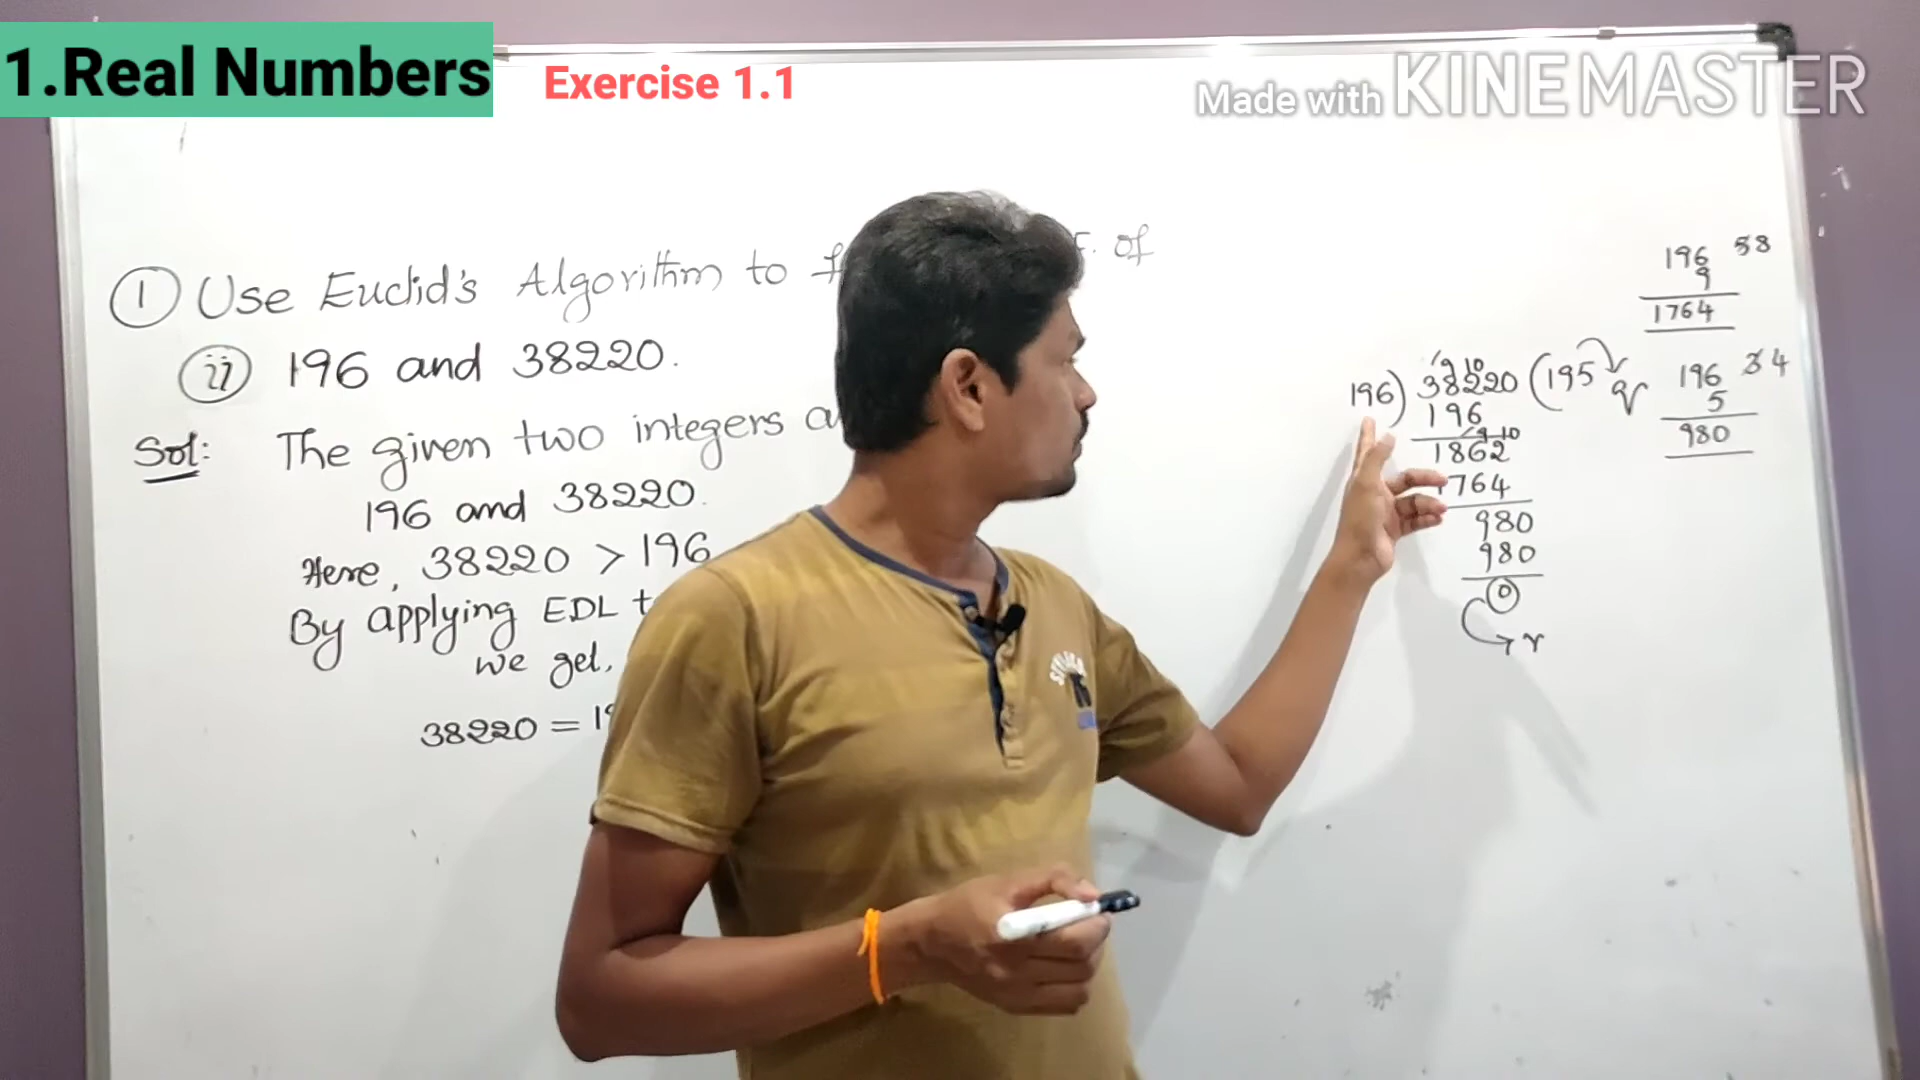 1.Real Numbers
Exercise 1.1
Made with KINEMASTER
① Use Euclid's Algorithm to of
ii 196 and 38220.
Sol: The given two integers
196 and 38220.
Here, 38220 > 196
By applying EDL
we get,
38220 =
196) 38220 (195 q
196
1862
1764
980
980
0
r
196 58
9
1764
196 34
5
980